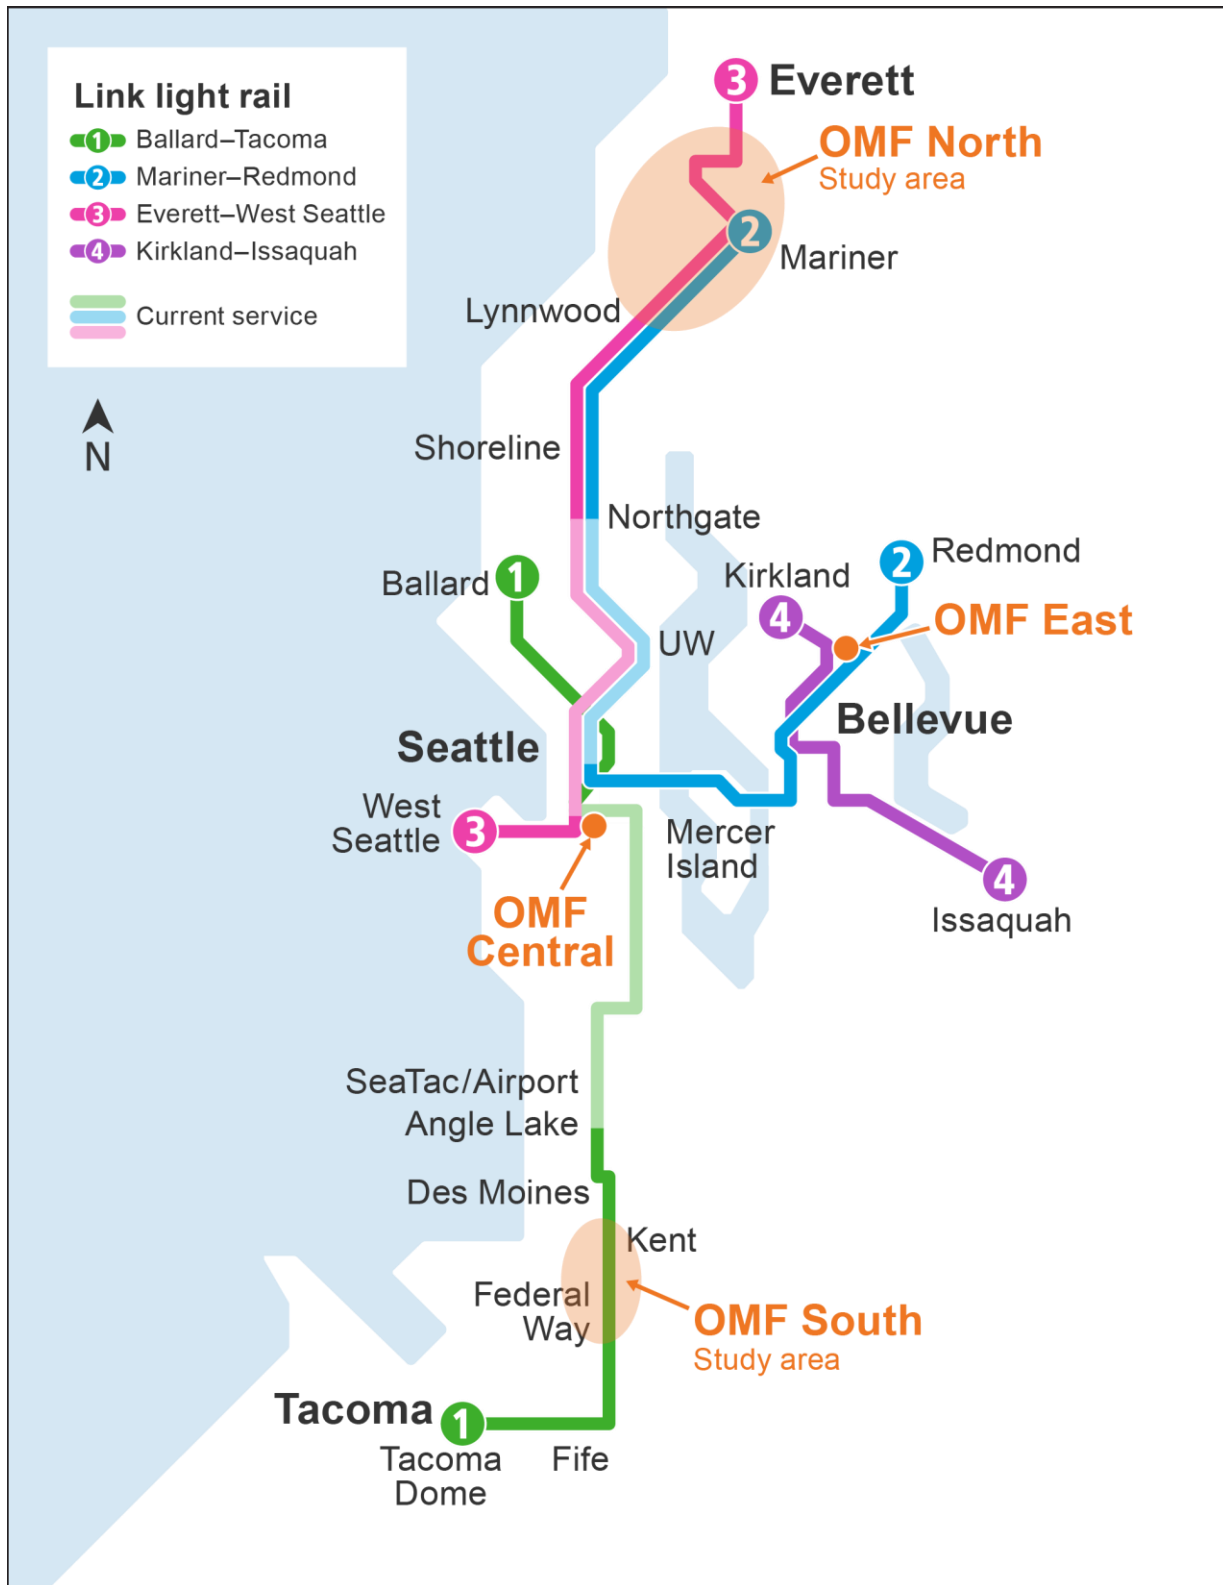 Link light rail
1 Ballard–Tacoma
2 Mariner–Redmond
3 Everett–West Seattle
4 Kirkland–Issaquah
Current service
N
3 Everett
OMF North
Study area
2
Mariner
Lynnwood
Shoreline
Northgate
Ballard 1
Kirkland
4
2 Redmond
OMF East
UW
Seattle
Bellevue
West
Seattle
3
Mercer
Island
OMF
Central
4
Issaquah
SeaTac/Airport
Angle Lake
Des Moines
Kent
Federal
Way
OMF South
Study area
Tacoma 1
Tacoma
Dome
Fife